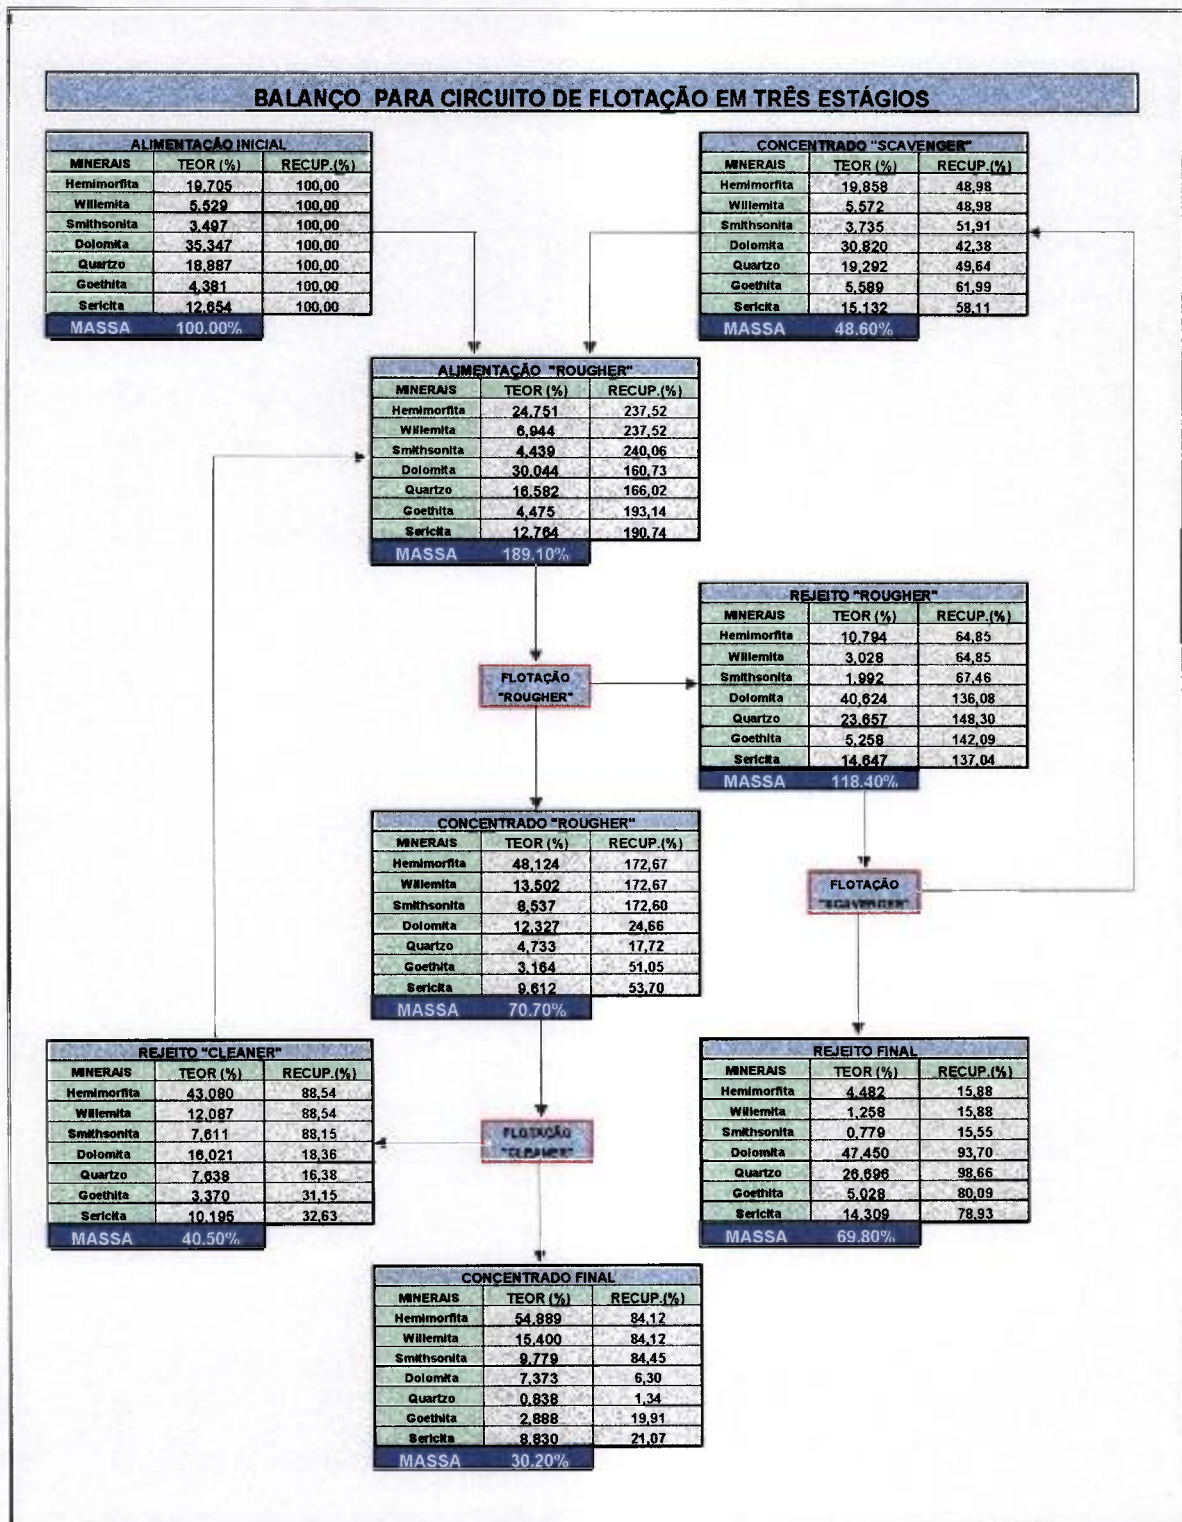 BALANÇO PARA CIRCUITO DE FLOTAÇÃO EM TRÊS ESTÁGIOS
ALIMENTAÇÃO INICIAL
MINERAIS TEOR (%) RECUP.(%)
Hemimorfita 19,705 100,00
Willemita 5,529 100,00
Smithsonita 3,497 100,00
Dolomita 35,347 100,00
Quartzo 18,887 100,00
Goethita 4,381 100,00
Sericita 12,654 100,00
MASSA 100.00%
CONCENTRADO "SCAVENGER"
MINERAIS TEOR (%) RECUP.(%)
Hemimorfita 19,858 48,98
Willemita 5,572 48,98
Smithsonita 3,735 51,91
Dolomita 30,820 42,38
Quartzo 19,292 49,64
Goethita 5,589 61,99
Sericita 15,132 58,11
MASSA 48.60%
ALIMENTAÇÃO "ROUGHER"
MINERAIS TEOR (%) RECUP.(%)
Hemimorfita 24,751 237,52
Willemita 6,944 237,52
Smithsonita 4,439 240,06
Dolomita 30,044 160,73
Quartzo 16,582 166,02
Goethita 4,475 193,14
Sericita 12,764 190,74
MASSA 189.10%
REJEITO "ROUGHER"
MINERAIS TEOR (%) RECUP.(%)
Hemimorfita 10,794 64,85
Willemita 3,028 64,85
Smithsonita 1,992 67,46
Dolomita 40,624 136,08
Quartzo 23,657 148,30
Goethita 5,258 142,09
Sericita 14,647 137,04
MASSA 118.40%
FLOTAÇÃO
"ROUGHER"
CONCENTRADO "ROUGHER"
MINERAIS TEOR (%) RECUP.(%)
Hemimorfita 48,124 172,67
Willemita 13,502 172,67
Smithsonita 8,537 172,60
Dolomita 12,327 24,66
Quartzo 4,733 17,72
Goethita 3,164 51,05
Sericita 9,612 53,70
MASSA 70.70%
FLOTAÇÃO
"SCAVENGER"
REJEITO "CLEANER"
MINERAIS TEOR (%) RECUP.(%)
Hemimorfita 43,080 88,54
Willemita 12,087 88,54
Smithsonita 7,611 88,15
Dolomita 16,021 18,36
Quartzo 7,638 16,38
Goethita 3,370 31,15
Sericita 10,195 32,63
MASSA 40.50%
FLOTAÇÃO
"CLEANER"
REJEITO FINAL
MINERAIS TEOR (%) RECUP.(%)
Hemimorfita 4,482 15,88
Willemita 1,258 15,88
Smithsonita 0,779 15,55
Dolomita 47,450 93,70
Quartzo 26,696 98,66
Goethita 5,028 80,09
Sericita 14,309 78,93
MASSA 69.80%
CONCENTRADO FINAL
MINERAIS TEOR (%) RECUP.(%)
Hemimorfita 54,889 84,12
Willemita 15,400 84,12
Smithsonita 9,779 84,45
Dolomita 7,373 6,30
Quartzo 0,838 1,34
Goethita 2,888 19,91
Sericita 8,830 21,07
MASSA 30.20%